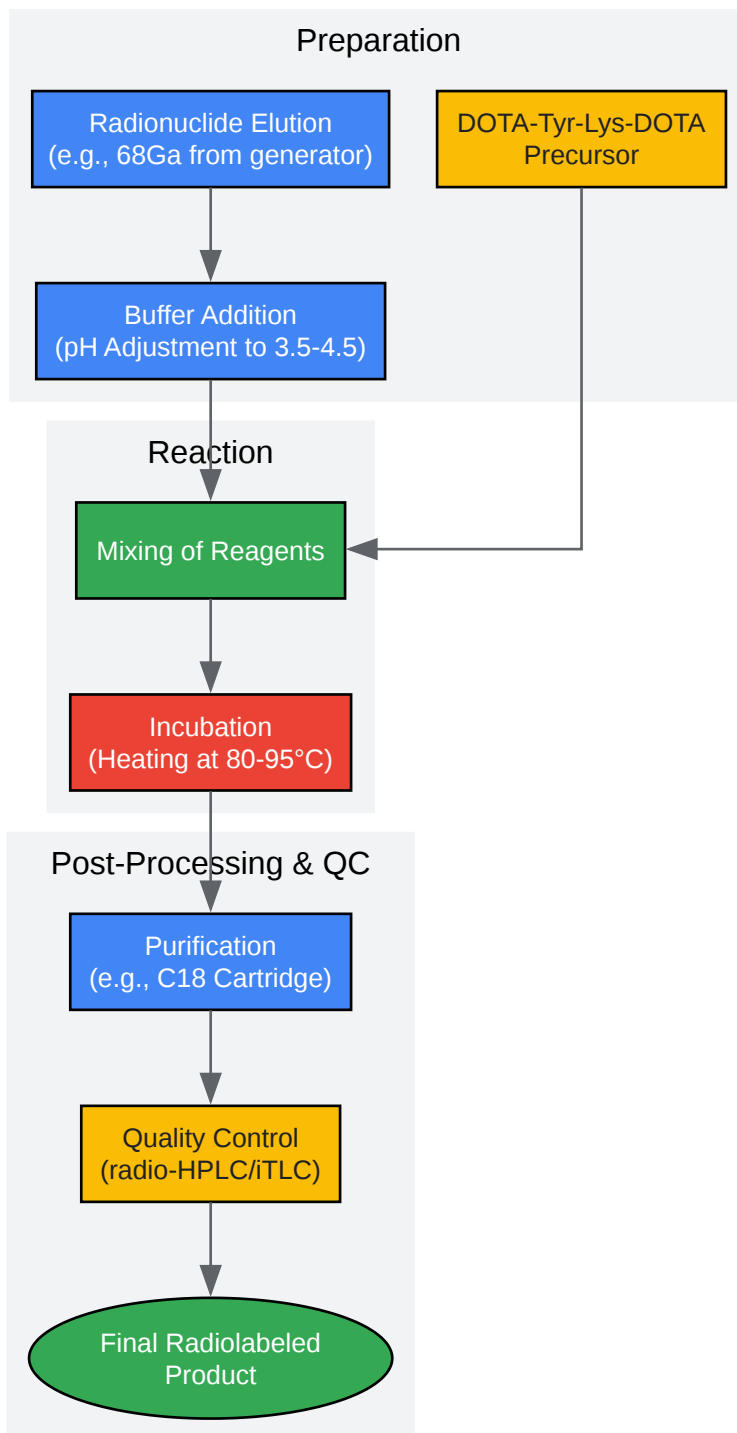 Preparation
Radionuclide Elution
(e.g., 68Ga from generator)
DOTA-Tyr-Lys-DOTA
Precursor
Buffer Addition
(pH Adjustment to 3.5-4.5)
Reaction
Mixing of Reagents
Incubation
(Heating at 80-95°C)
Post-Processing & QC
Purification
(e.g., C18 Cartridge)
Quality Control
(radio-HPLC/iTLC)
Final Radiolabeled
Product